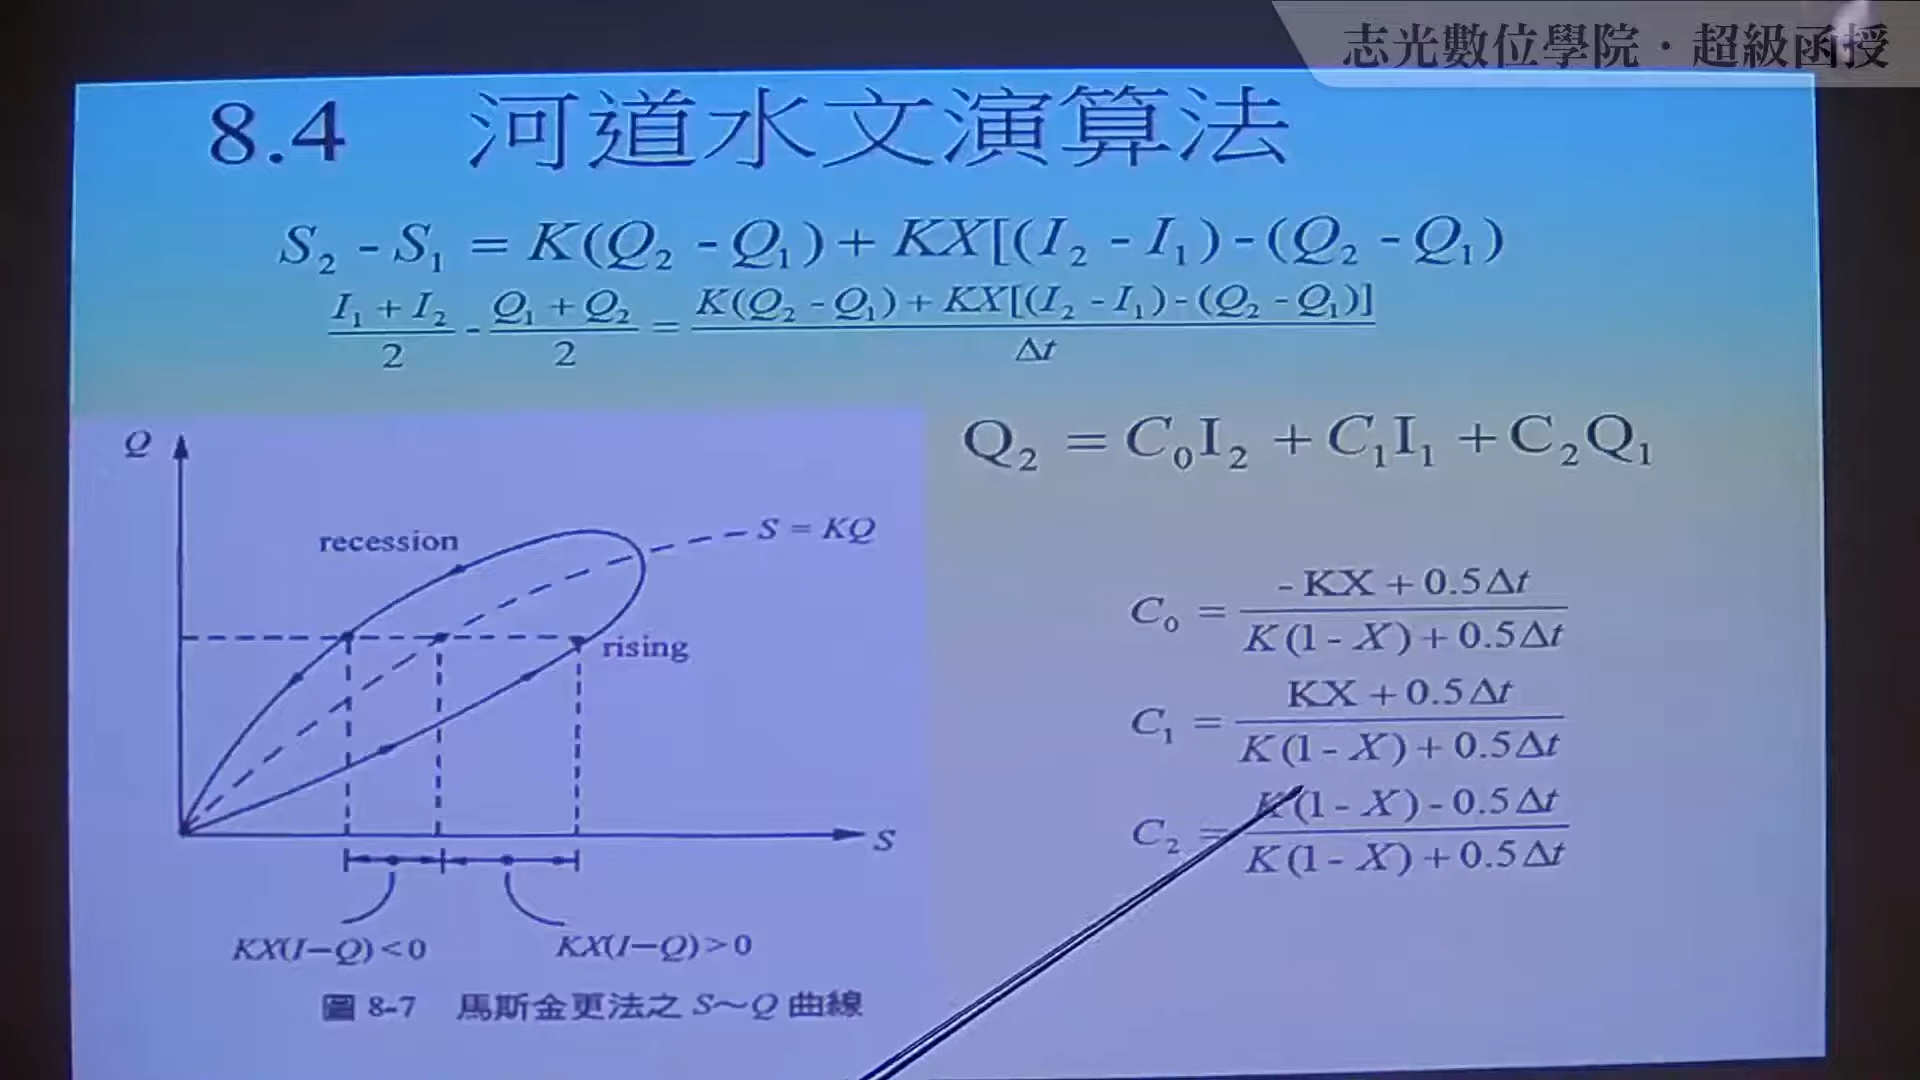 志光數位學院・超級函授
8.4 河道水文演算法
S₂ - S₁ = K(Q₂ - Q₁) + KX[(I₂ - I₁) - (Q₂ - Q₁)
(I₁ + I₂)/2 - (Q₁ + Q₂)/2 = K(Q₂ - Q₁) + KX[(I₂ - I₁) - (Q₂ - Q₁)]/Δt
Q₂ = C₀I₂ + C₁I₁ + C₂Q₁
Q
S = KQ
recession
rising
S
KX(I−Q)<0
KX(I−Q)>0
圖 8-7 馬斯金更法之 S～Q 曲線
C₀ = (-KX + 0.5Δt)/(K(1 - X) + 0.5Δt)
C₁ = (KX + 0.5Δt)/(K(1 - X) + 0.5Δt)
C₂ = (K(1 - X) - 0.5Δt)/(K(1 - X) + 0.5Δt)